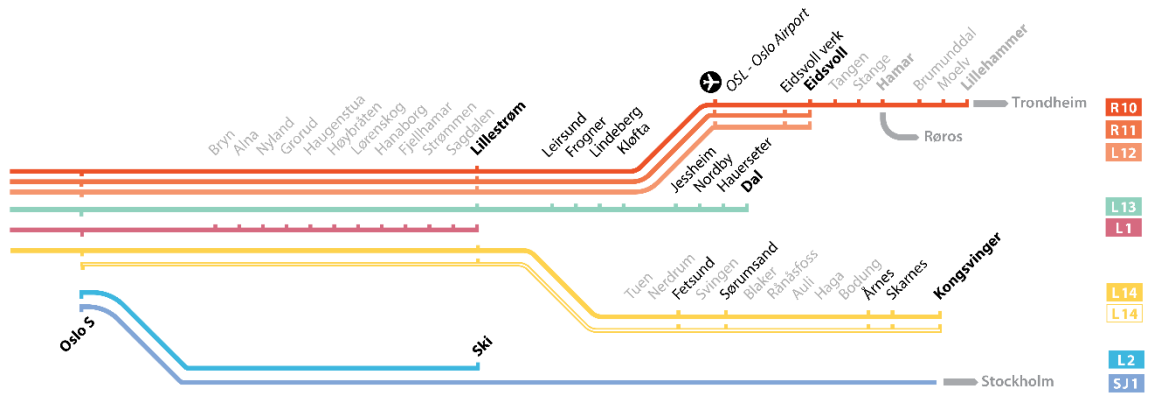 OSL - Oslo Airport
Eidsvoll verk
Eidsvoll
Tangen
Stange
Hamar
Brumunddal
Moelv
Lillehammer
Trondheim
R10
Bryn
Alna
Nyland
Grorud
Haugenstua
Høybråten
Lørenskog
Hanaborg
Fjellhamar
Strømmen
Sagdalen
Lillestrøm
Leirsund
Frogner
Lindeberg
Kløfta
R11
Røros
L12
Jessheim
Nordby
Hauerseter
Dal
L13
L1
Tuen
Nerdrum
Fetsund
Svingen
Sørumsand
Blaker
Rånåsfoss
Auli
Haga
Bodung
Årnes
Skarnes
Kongsvinger
L14
L14
Oslo S
Ski
L2
Stockholm
SJ1